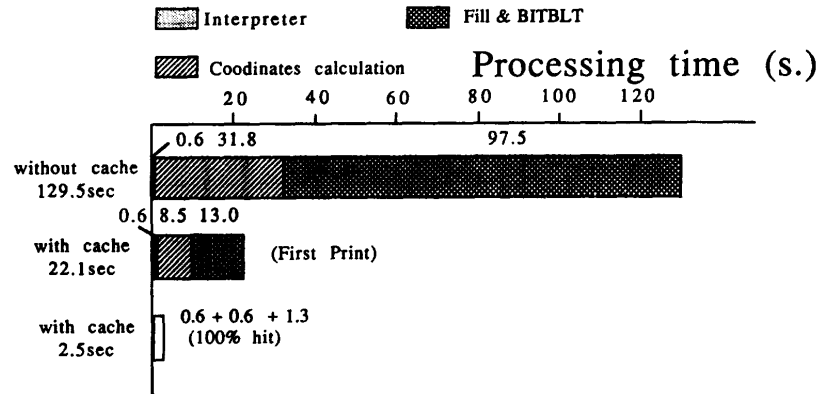 Interpreter Fill & BITBLT
Coodinates calculation Processing time (s.)
20 40 60 80 100 120
0.6 31.8 97.5
without cache
129.5sec
0.6 8.5 13.0
with cache
22.1sec
(First Print)
0.6 + 0.6 + 1.3
(100% hit)
with cache
2.5sec